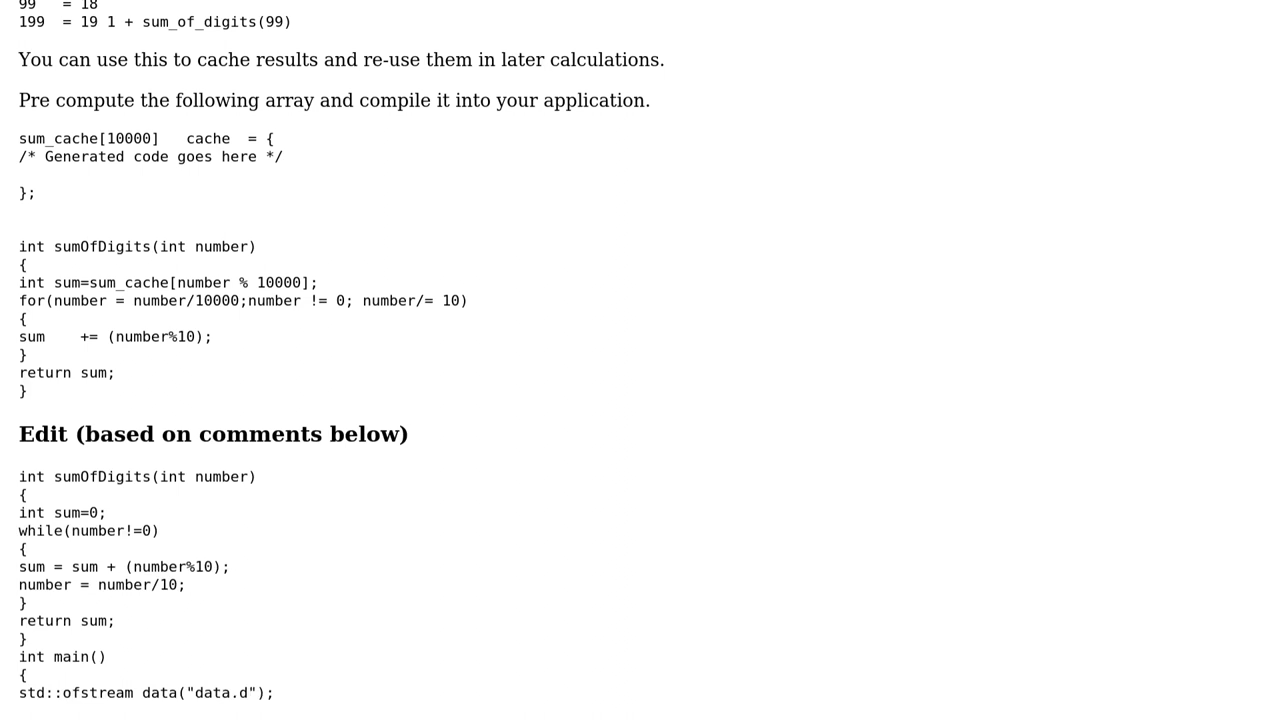 99   = 18
199  = 19 1 + sum_of_digits(99)
You can use this to cache results and re-use them in later calculations.
Pre compute the following array and compile it into your application.
sum_cache[10000]   cache  = {
/* Generated code goes here */
};
int sumOfDigits(int number)
{
int sum=sum_cache[number % 10000];
for(number = number/10000;number != 0; number/= 10)
{
sum    += (number%10);
}
return sum;
}
Edit (based on comments below)
int sumOfDigits(int number)
{
int sum=0;
while(number!=0)
{
sum = sum + (number%10);
number = number/10;
}
return sum;
}
int main()
{
std::ofstream data("data.d");